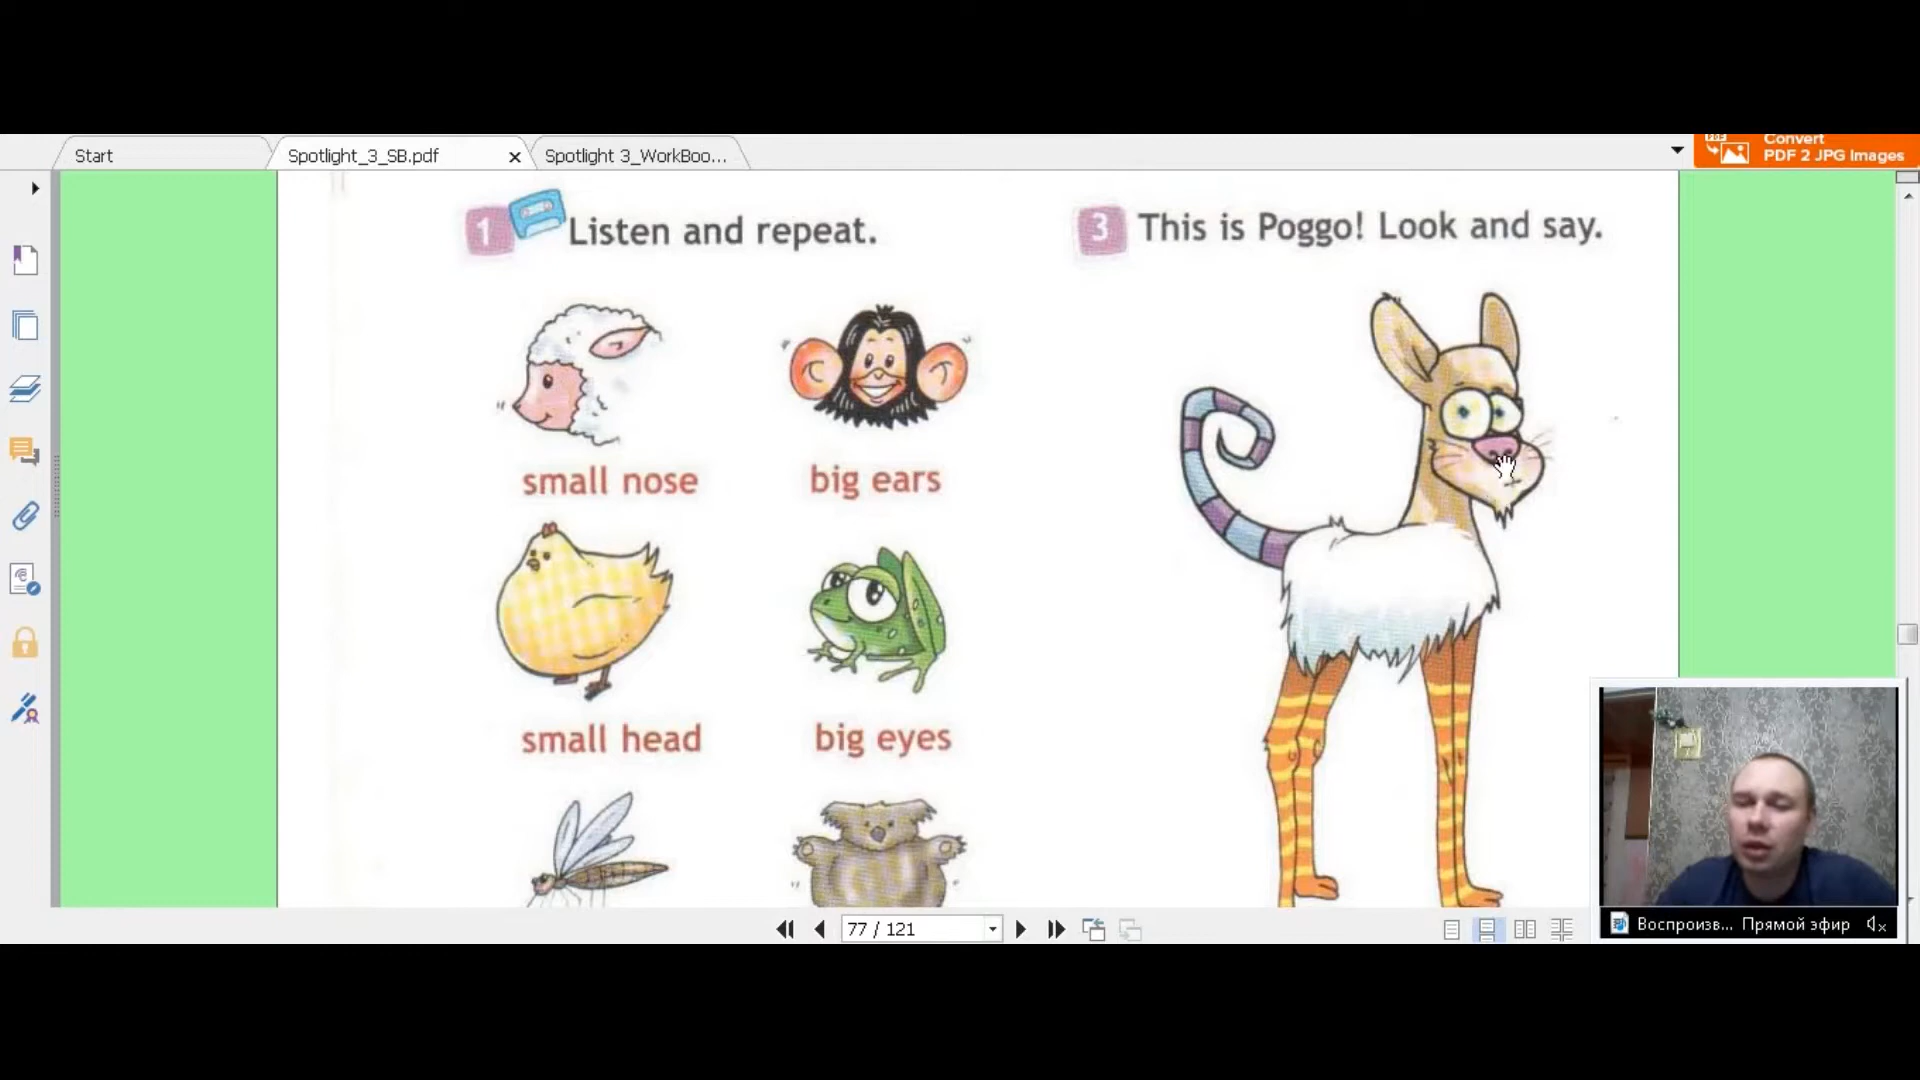 Start
Spotlight_3_SB.pdf
Spotlight 3_WorkBoo...
Convert
PDF 2 JPG Images
1 Listen and repeat.
small nose
big ears
small head
big eyes
3 This is Poggo! Look and say.
77 / 121
Воспроизв... Прямой эфир